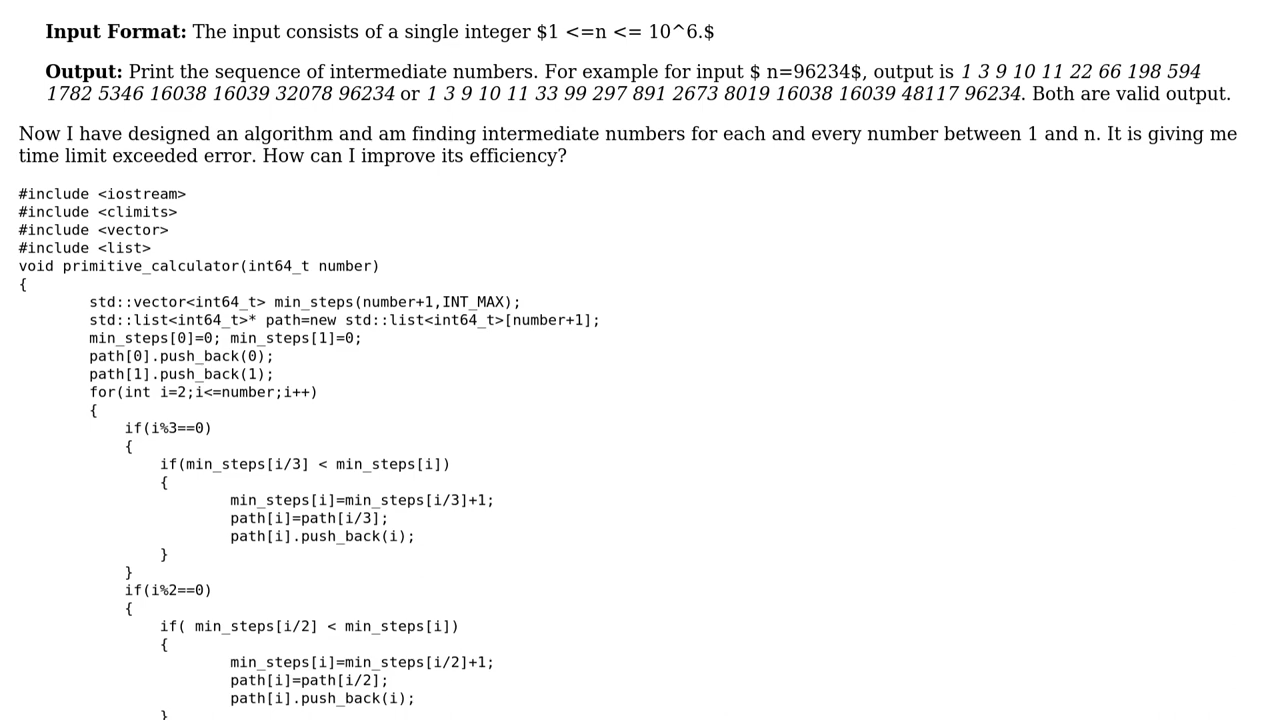 Input Format: The input consists of a single integer $1 <=n <= 10^6.$
Output: Print the sequence of intermediate numbers. For example for input $ n=96234$, output is 1 3 9 10 11 22 66 198 594
1782 5346 16038 16039 32078 96234 or 1 3 9 10 11 33 99 297 891 2673 8019 16038 16039 48117 96234. Both are valid output.
Now I have designed an algorithm and am finding intermediate numbers for each and every number between 1 and n. It is giving me
time limit exceeded error. How can I improve its efficiency?
#include <iostream>
#include <climits>
#include <vector>
#include <list>
void primitive_calculator(int64_t number)
{
        std::vector<int64_t> min_steps(number+1,INT_MAX);
        std::list<int64_t>* path=new std::list<int64_t>[number+1];
        min_steps[0]=0; min_steps[1]=0;
        path[0].push_back(0);
        path[1].push_back(1);
        for(int i=2;i<=number;i++)
        {
            if(i%3==0)
            {
                if(min_steps[i/3] < min_steps[i])
                {
                        min_steps[i]=min_steps[i/3]+1;
                        path[i]=path[i/3];
                        path[i].push_back(i);
                }
            }
            if(i%2==0)
            {
                if( min_steps[i/2] < min_steps[i])
                {
                        min_steps[i]=min_steps[i/2]+1;
                        path[i]=path[i/2];
                        path[i].push_back(i);
                }